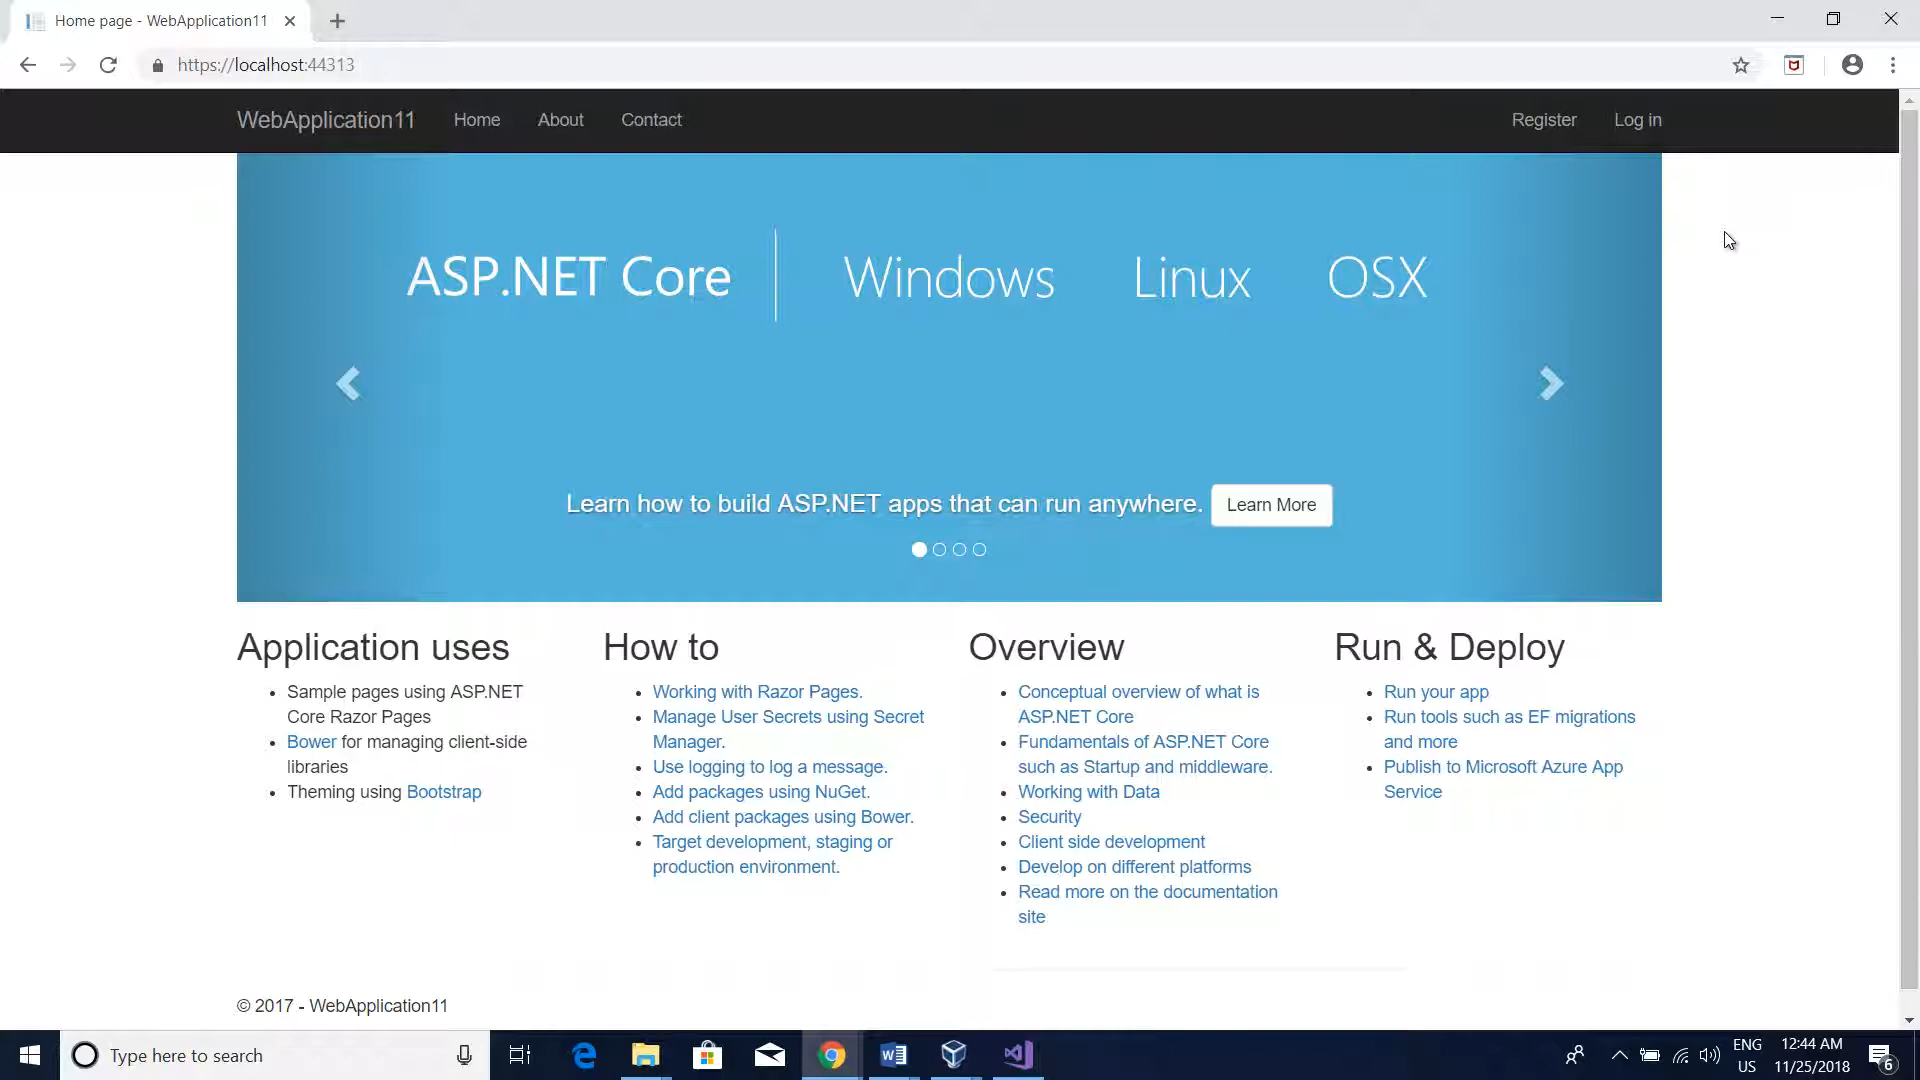 Home page - WebApplication11
https://localhost:44313
WebApplication11 Home About Contact Register Log in
ASP.NET Core Windows Linux OSX
Learn how to build ASP.NET apps that can run anywhere. Learn More
Application uses
Sample pages using ASP.NET
Core Razor Pages
Bower for managing client-side
libraries
Theming using Bootstrap
How to
Working with Razor Pages.
Manage User Secrets using Secret
Manager.
Use logging to log a message.
Add packages using NuGet.
Add client packages using Bower.
Target development, staging or
production environment.
Overview
Conceptual overview of what is
ASP.NET Core
Fundamentals of ASP.NET Core
such as Startup and middleware.
Working with Data
Security
Client side development
Develop on different platforms
Read more on the documentation
site
Run & Deploy
Run your app
Run tools such as EF migrations
and more
Publish to Microsoft Azure App
Service
© 2017 - WebApplication11
Type here to search
ENG
US
12:44 AM
11/25/2018
6